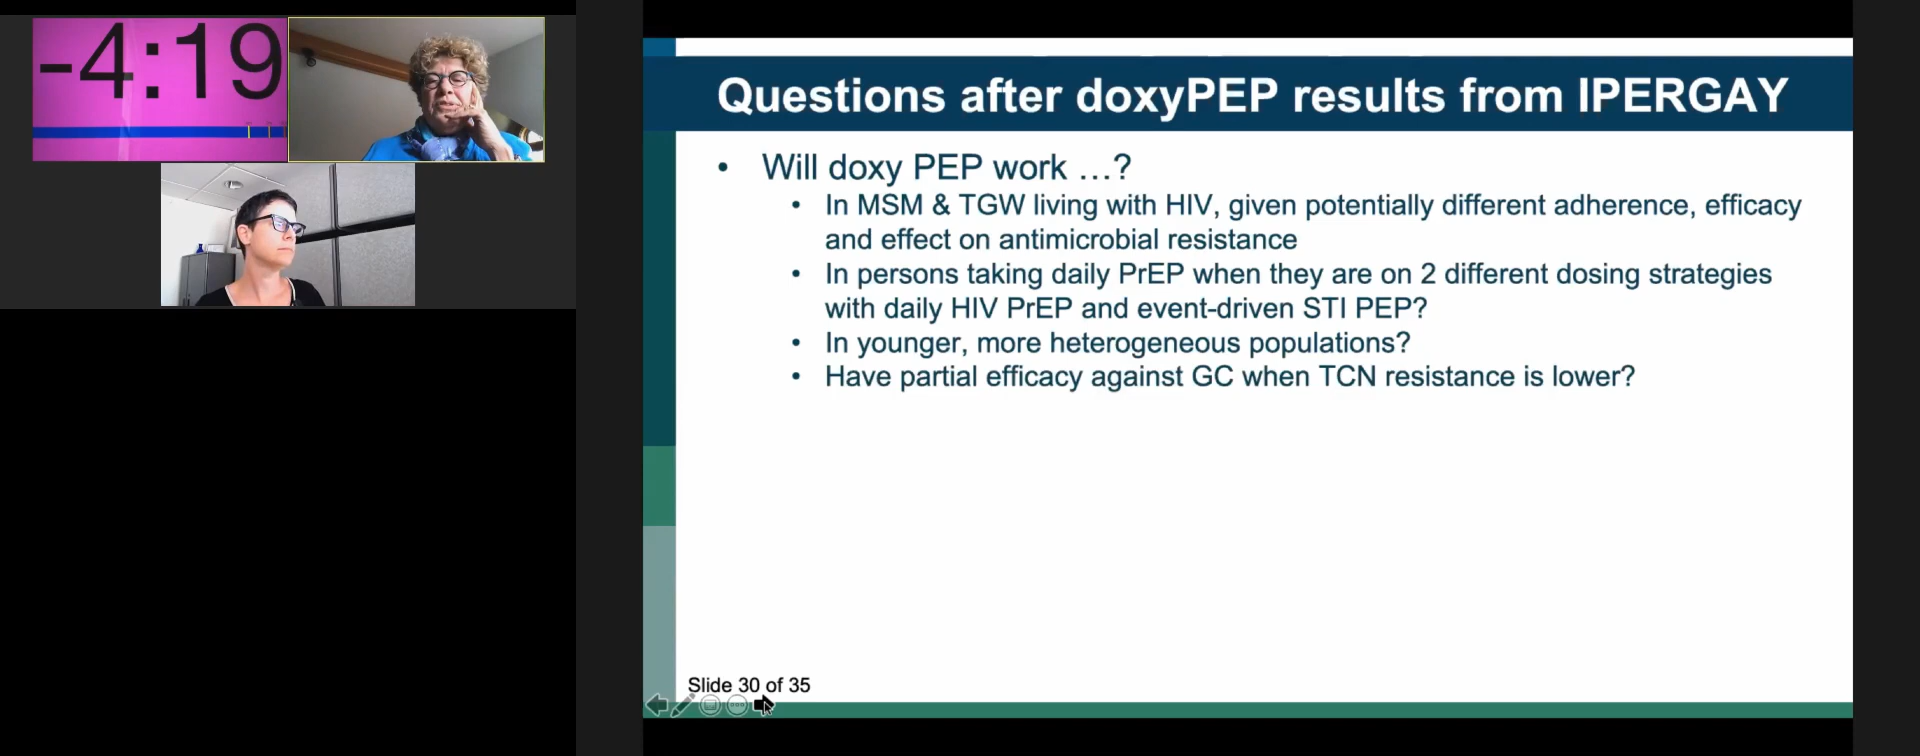 -4:19
Questions after doxyPEP results from IPERGAY
• Will doxy PEP work …?
• In MSM & TGW living with HIV, given potentially different adherence, efficacy
and effect on antimicrobial resistance
• In persons taking daily PrEP when they are on 2 different dosing strategies
with daily HIV PrEP and event-driven STI PEP?
• In younger, more heterogeneous populations?
• Have partial efficacy against GC when TCN resistance is lower?
Slide 30 of 35